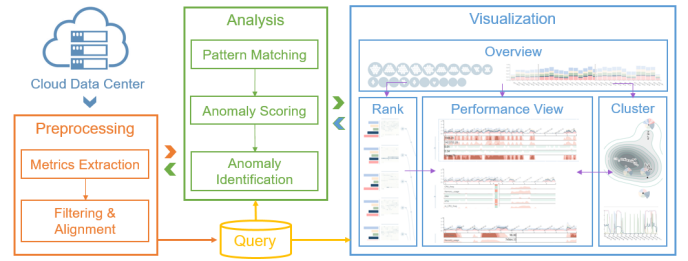 Analysis
Visualization
Pattern Matching
Overview
Cloud Data Center
Anomaly Scoring
Rank
Performance View
Cluster
Preprocessing
Metrics Extraction
Anomaly
Identification
Filtering &
Alignment
Query